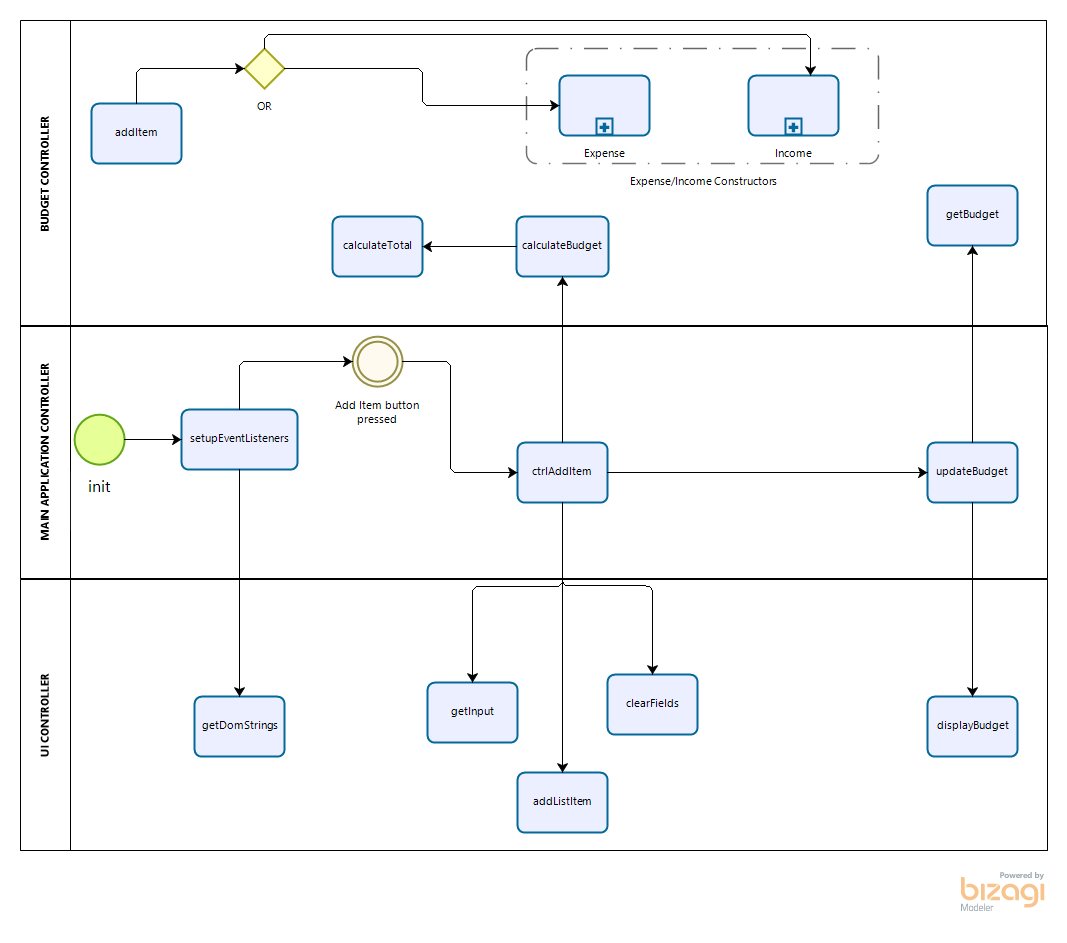 BUDGET CONTROLLER
addItem
OR
Expense
Income
Expense/Income Constructors
calculateTotal
calculateBudget
getBudget
MAIN APPLICATION CONTROLLER
init
setupEventListeners
Add Item button
pressed
ctrlAddItem
updateBudget
UI CONTROLLER
getDomStrings
getInput
clearFields
addListItem
displayBudget
Powered by
bizagi
Modeler